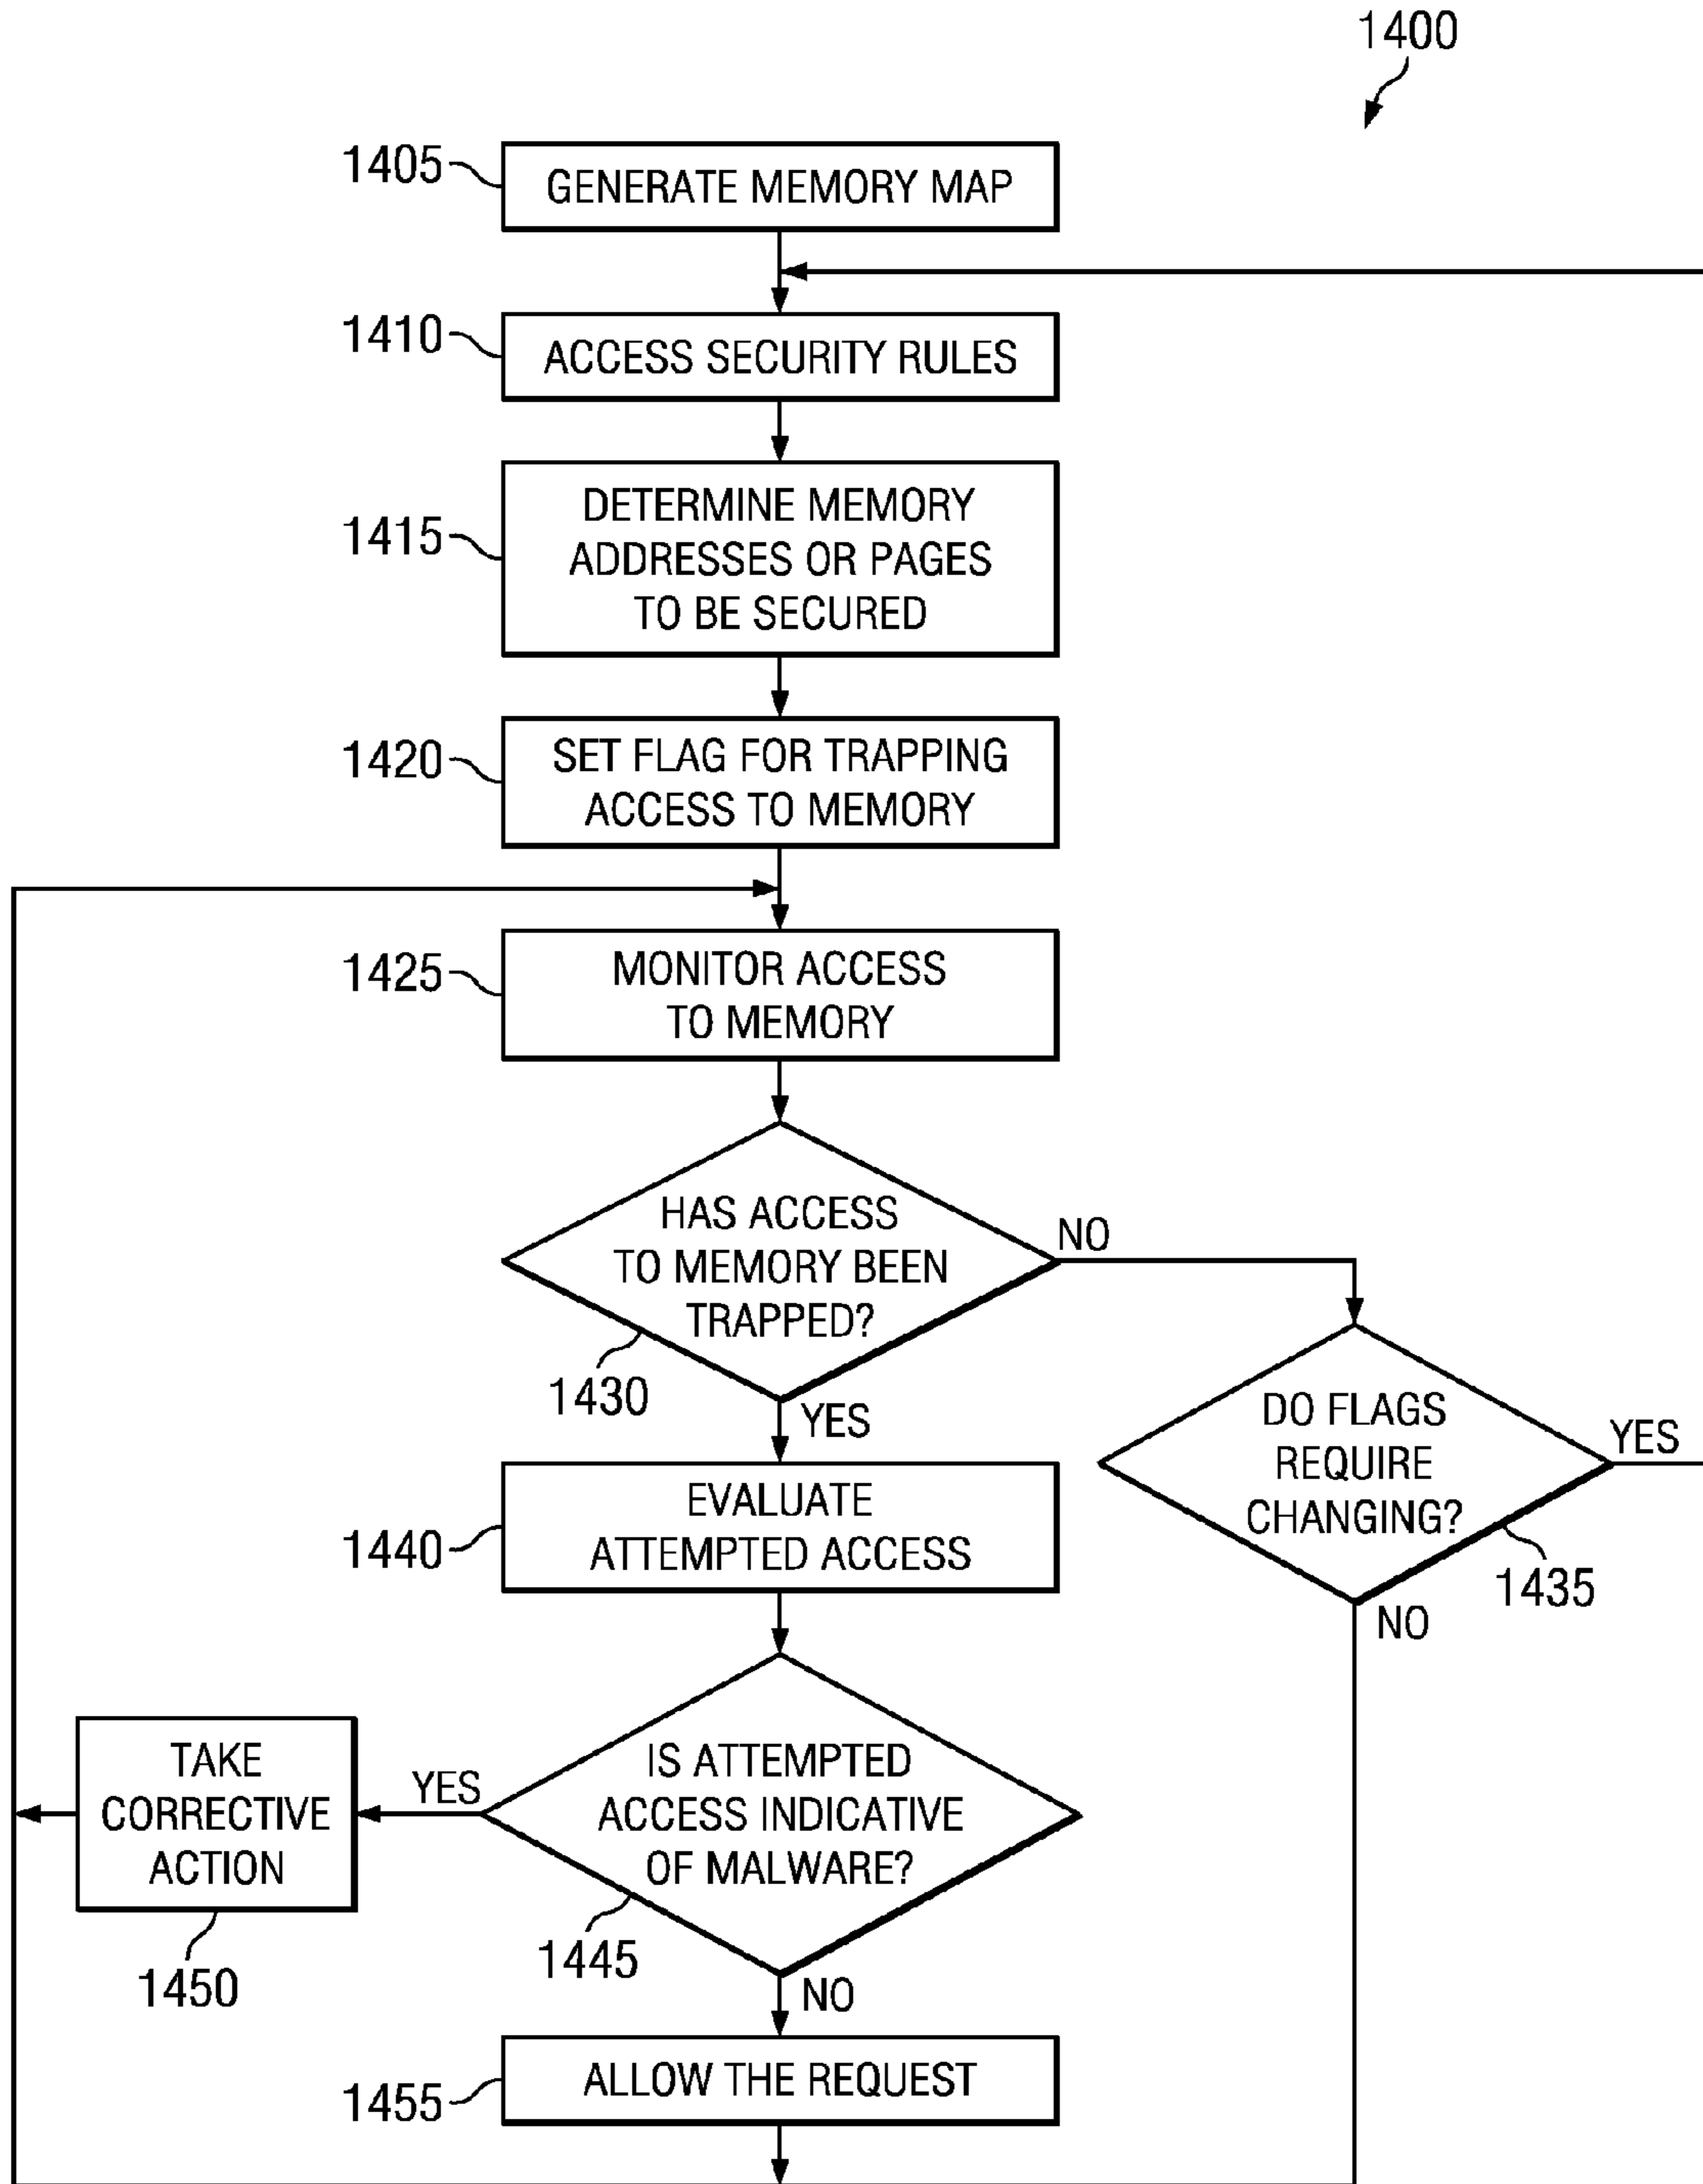 1400
1405
GENERATE MEMORY MAP
1410
ACCESS SECURITY RULES
1415
DETERMINE MEMORY
ADDRESSES OR PAGES
TO BE SECURED
1420
SET FLAG FOR TRAPPING
ACCESS TO MEMORY
1425
MONITOR ACCESS
TO MEMORY
HAS ACCESS
TO MEMORY BEEN
TRAPPED?
NO
1430
YES
DO FLAGS
REQUIRE
CHANGING?
YES
1435
NO
1440
EVALUATE
ATTEMPTED ACCESS
IS ATTEMPTED
ACCESS INDICATIVE
OF MALWARE?
YES
TAKE
CORRECTIVE
ACTION
1450
1445
NO
1455
ALLOW THE REQUEST